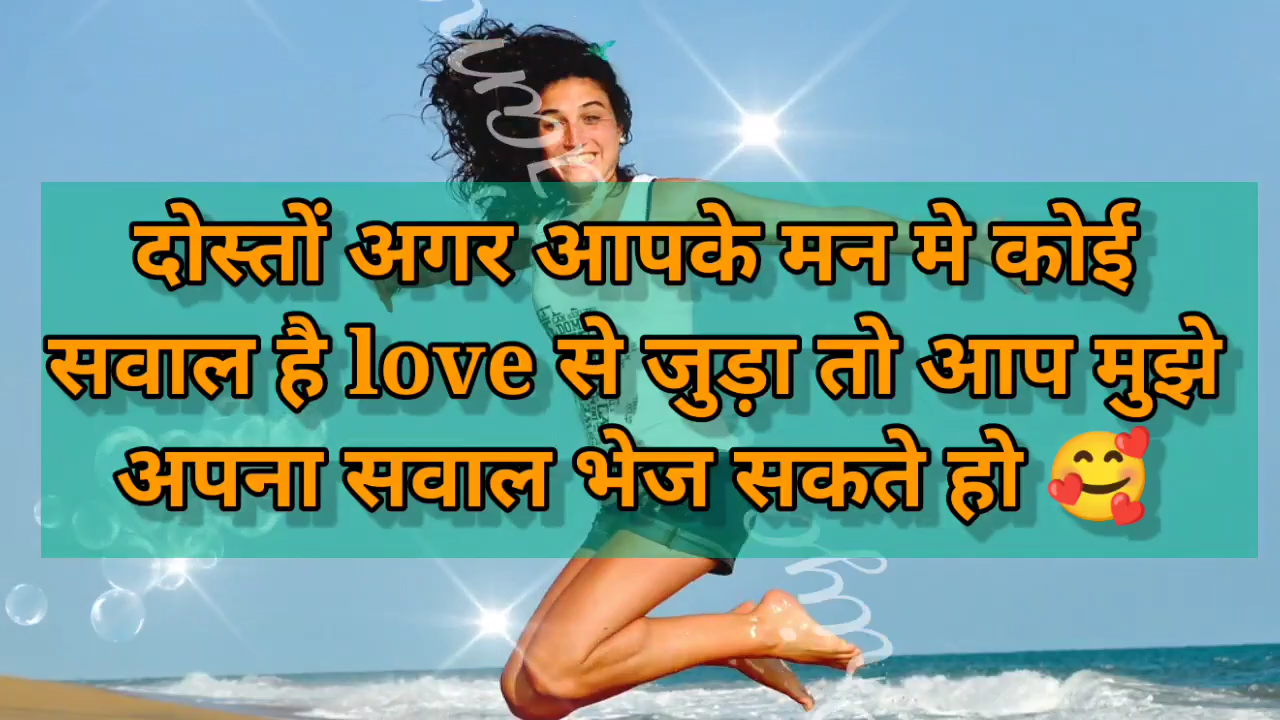 दोस्तों अगर आपके मन मे कोई
सवाल है love से जुड़ा तो आप मुझे
अपना सवाल भेज सकते हो 🥰